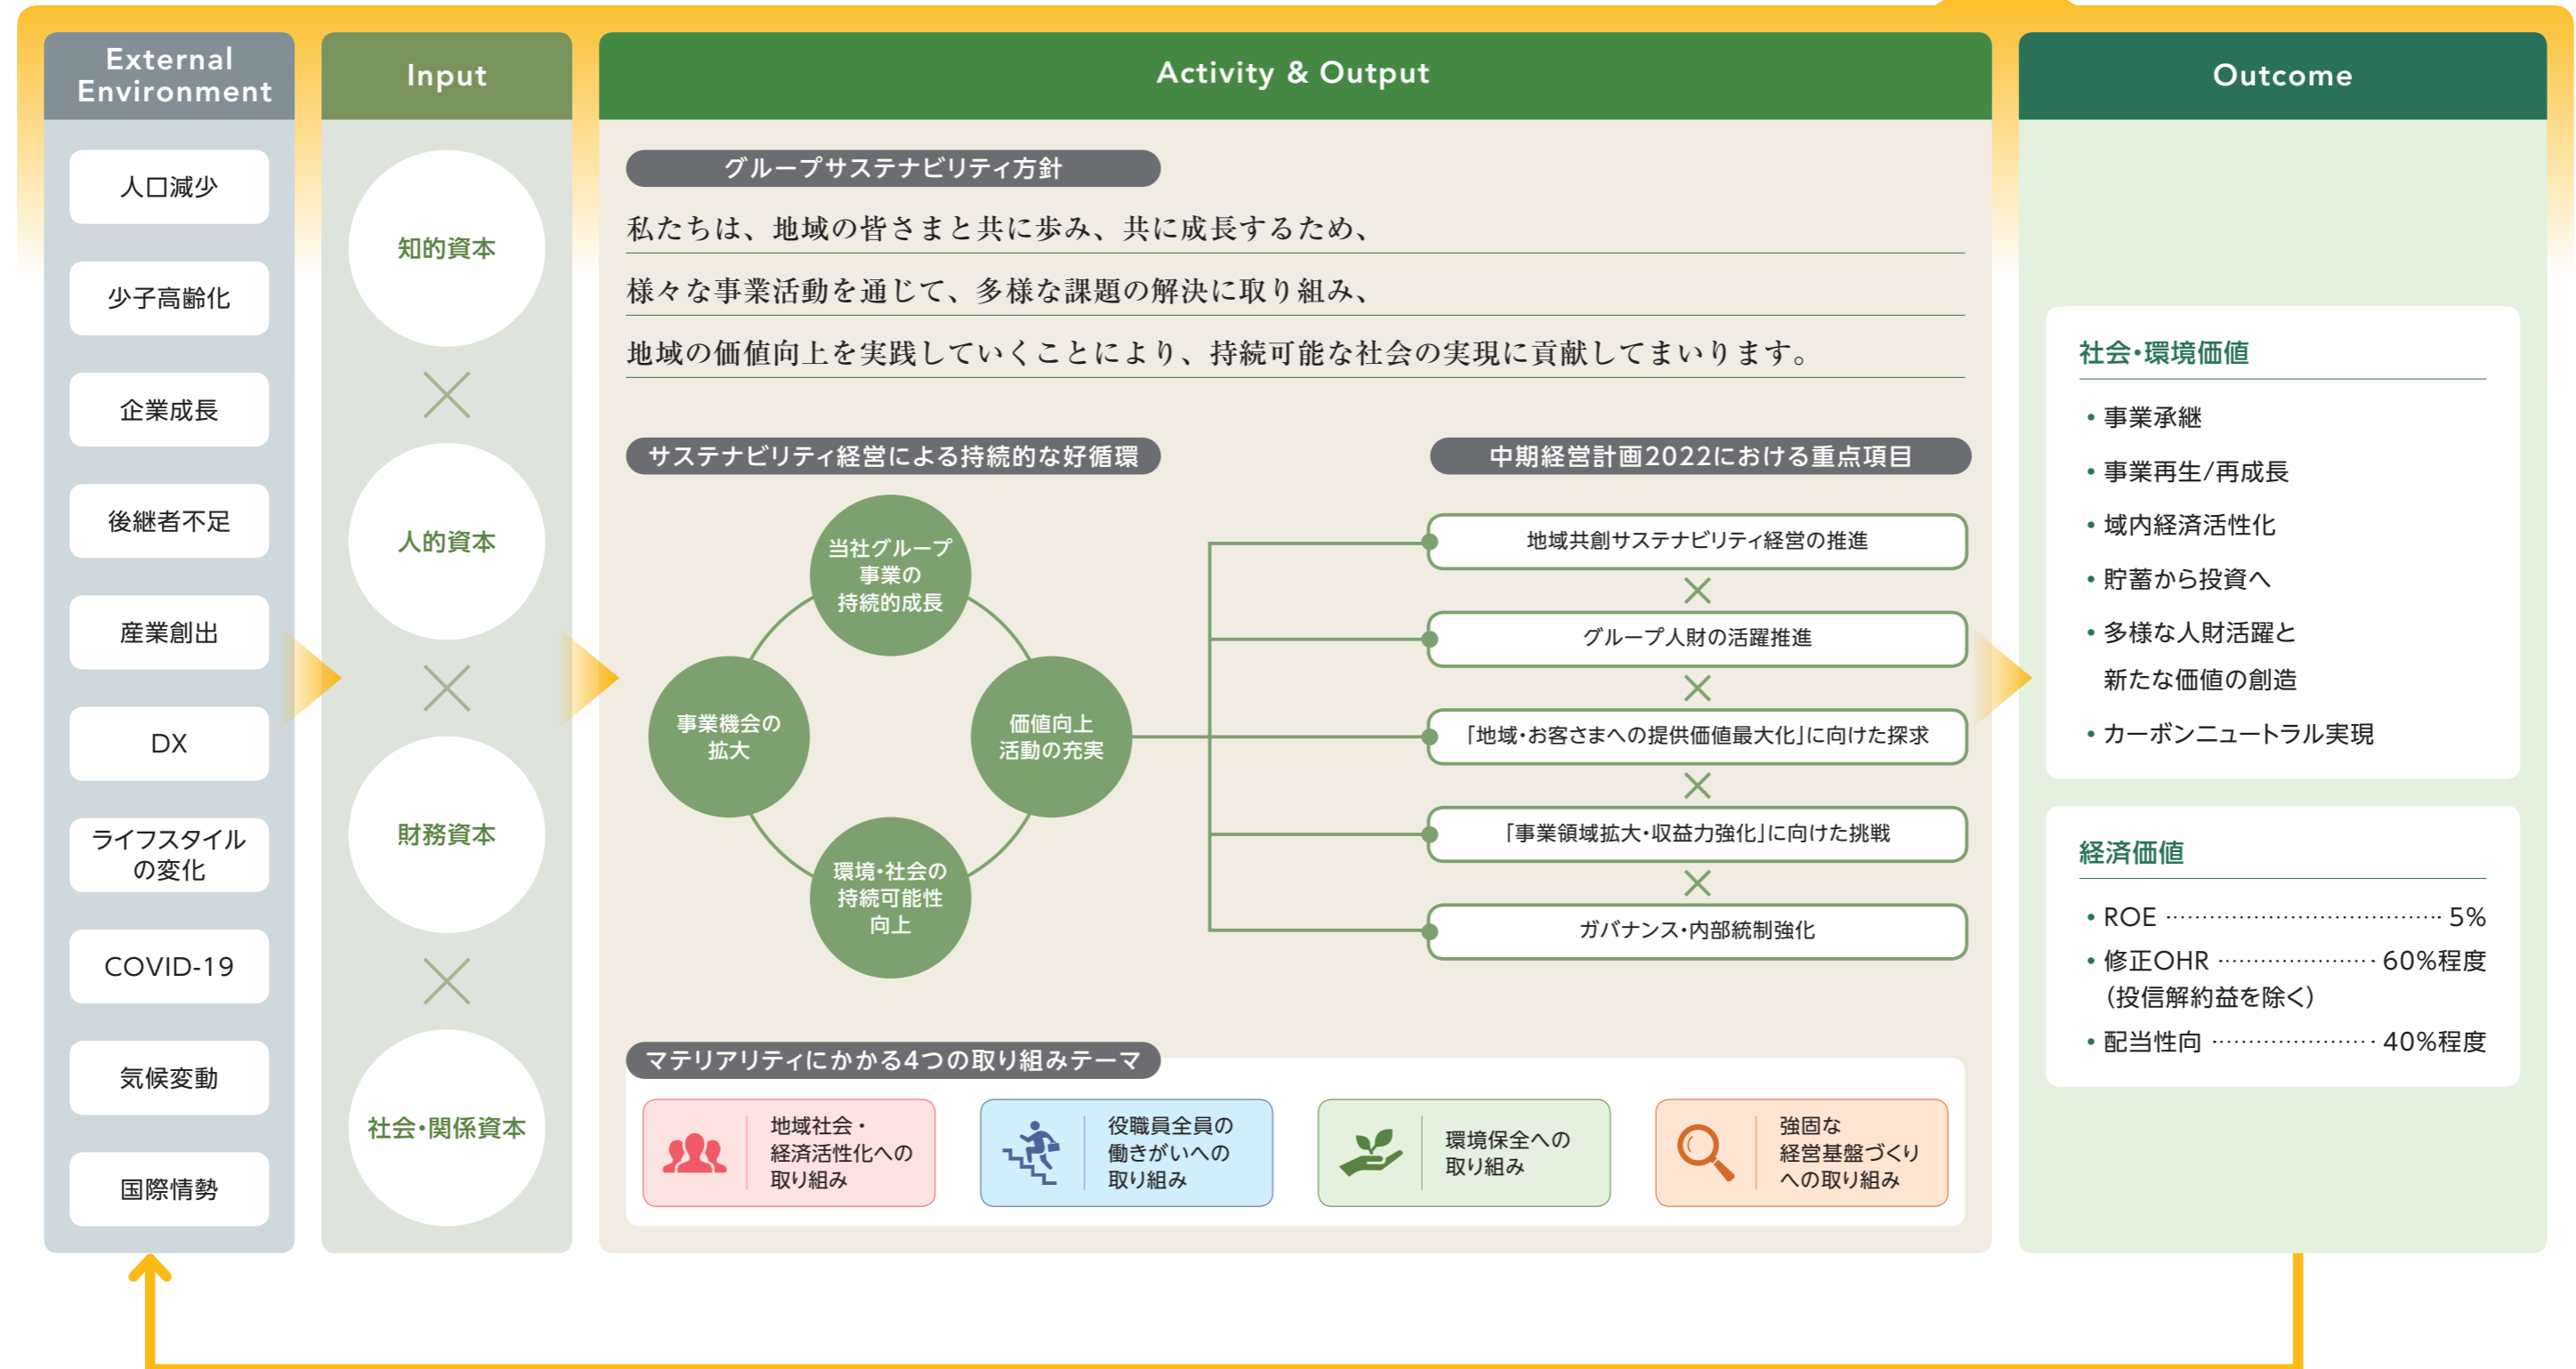 External
Environment
人口減少
少子高齢化
企業成長
後継者不足
産業創出
DX
ライフスタイル
の変化
COVID-19
気候変動
国際情勢
Input
知的資本
×
人的資本
×
財務資本
×
社会・関係資本
Activity & Output
グループサステナビリティ方針
私たちは、地域の皆さまと共に歩み、共に成長するため、
様々な事業活動を通じて、多様な課題の解決に取り組み、
地域の価値向上を実践していくことにより、持続可能な社会の実現に貢献してまいります。
サステナビリティ経営による持続的な好循環
当社グループ
事業の
持続的成長
事業機会の
拡大
価値向上
活動の充実
環境・社会の
持続可能性
向上
中期経営計画2022における重点項目
地域共創サステナビリティ経営の推進
×
グループ人財の活躍推進
×
「地域・お客さまへの提供価値最大化」に向けた探求
×
「事業領域拡大・収益力強化」に向けた挑戦
×
ガバナンス・内部統制強化
マテリアリティにかかる4つの取り組みテーマ
地域社会・
経済活性化への
取り組み
役職員全員の
働きがいへの
取り組み
環境保全への
取り組み
強固な
経営基盤づくり
への取り組み
Outcome
社会・環境価値
・事業承継
・事業再生/再成長
・域内経済活性化
・貯蓄から投資へ
・多様な人財活躍と
新たな価値の創造
・カーボンニュートラル実現
経済価値
・ROE ……………………………… 5%
・修正OHR ………………… 60%程度
（投信解約益を除く）
・配当性向 ………………… 40%程度